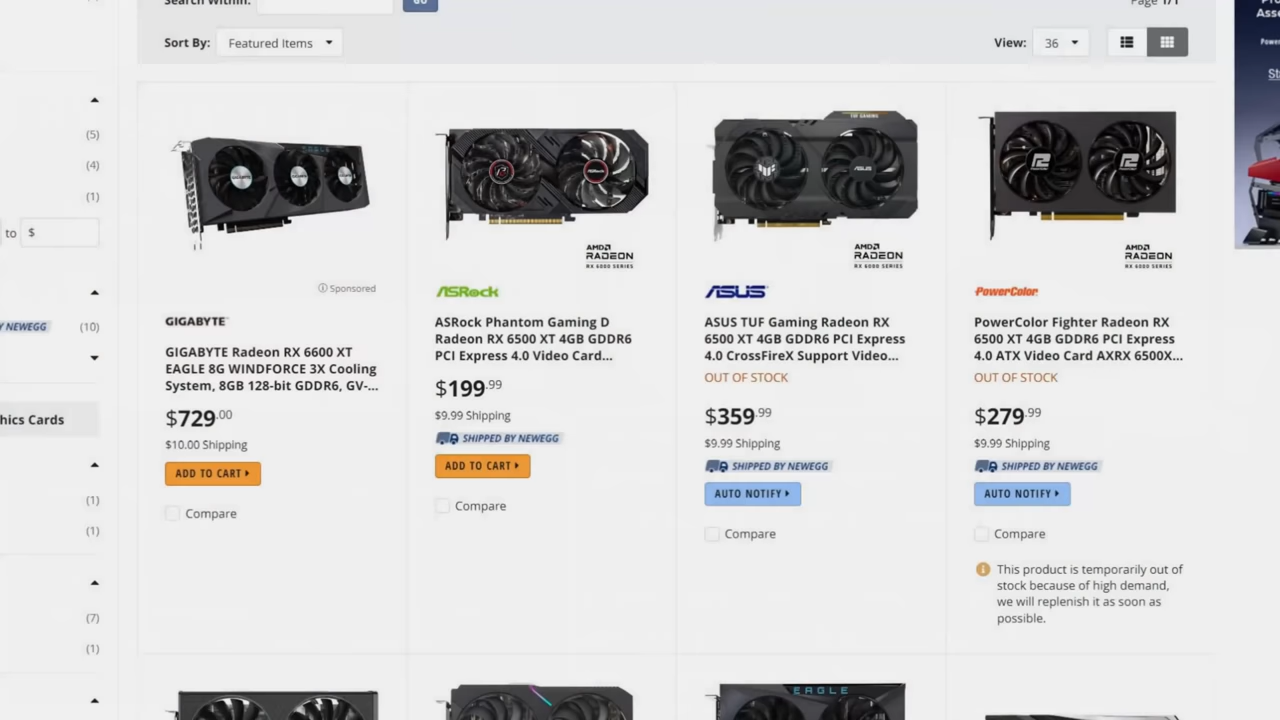 Search Within:
GO
Page 1/1
Sort By:
Featured Items
View:
36
(5)
(4)
(1)
to
$
NEWEGG
(10)
hics Cards
(1)
(1)
(7)
(1)
TUF GAMING
ASUS
AMD
RADEON
RX 6000 SERIES
AMD
RADEON
RX 6000 SERIES
AMD
RADEON
RX 6000 SERIES
Sponsored
GIGABYTE
GIGABYTE Radeon RX 6600 XT
EAGLE 8G WINDFORCE 3X Cooling
System, 8GB 128-bit GDDR6, GV-...
$729.00
$10.00 Shipping
ADD TO CART
Compare
ASRock
ASRock Phantom Gaming D
Radeon RX 6500 XT 4GB GDDR6
PCI Express 4.0 Video Card...
$199.99
$9.99 Shipping
SHIPPED BY NEWEGG
ADD TO CART
Compare
ASUS
ASUS TUF Gaming Radeon RX
6500 XT 4GB GDDR6 PCI Express
4.0 CrossFireX Support Video...
OUT OF STOCK
$359.99
$9.99 Shipping
SHIPPED BY NEWEGG
AUTO NOTIFY
Compare
PowerColor
PowerColor Fighter Radeon RX
6500 XT 4GB GDDR6 PCI Express
4.0 ATX Video Card AXRX 6500X...
OUT OF STOCK
$279.99
$9.99 Shipping
SHIPPED BY NEWEGG
AUTO NOTIFY
Compare
This product is temporarily out of
stock because of high demand,
we will replenish it as soon as
possible.
EAGLE